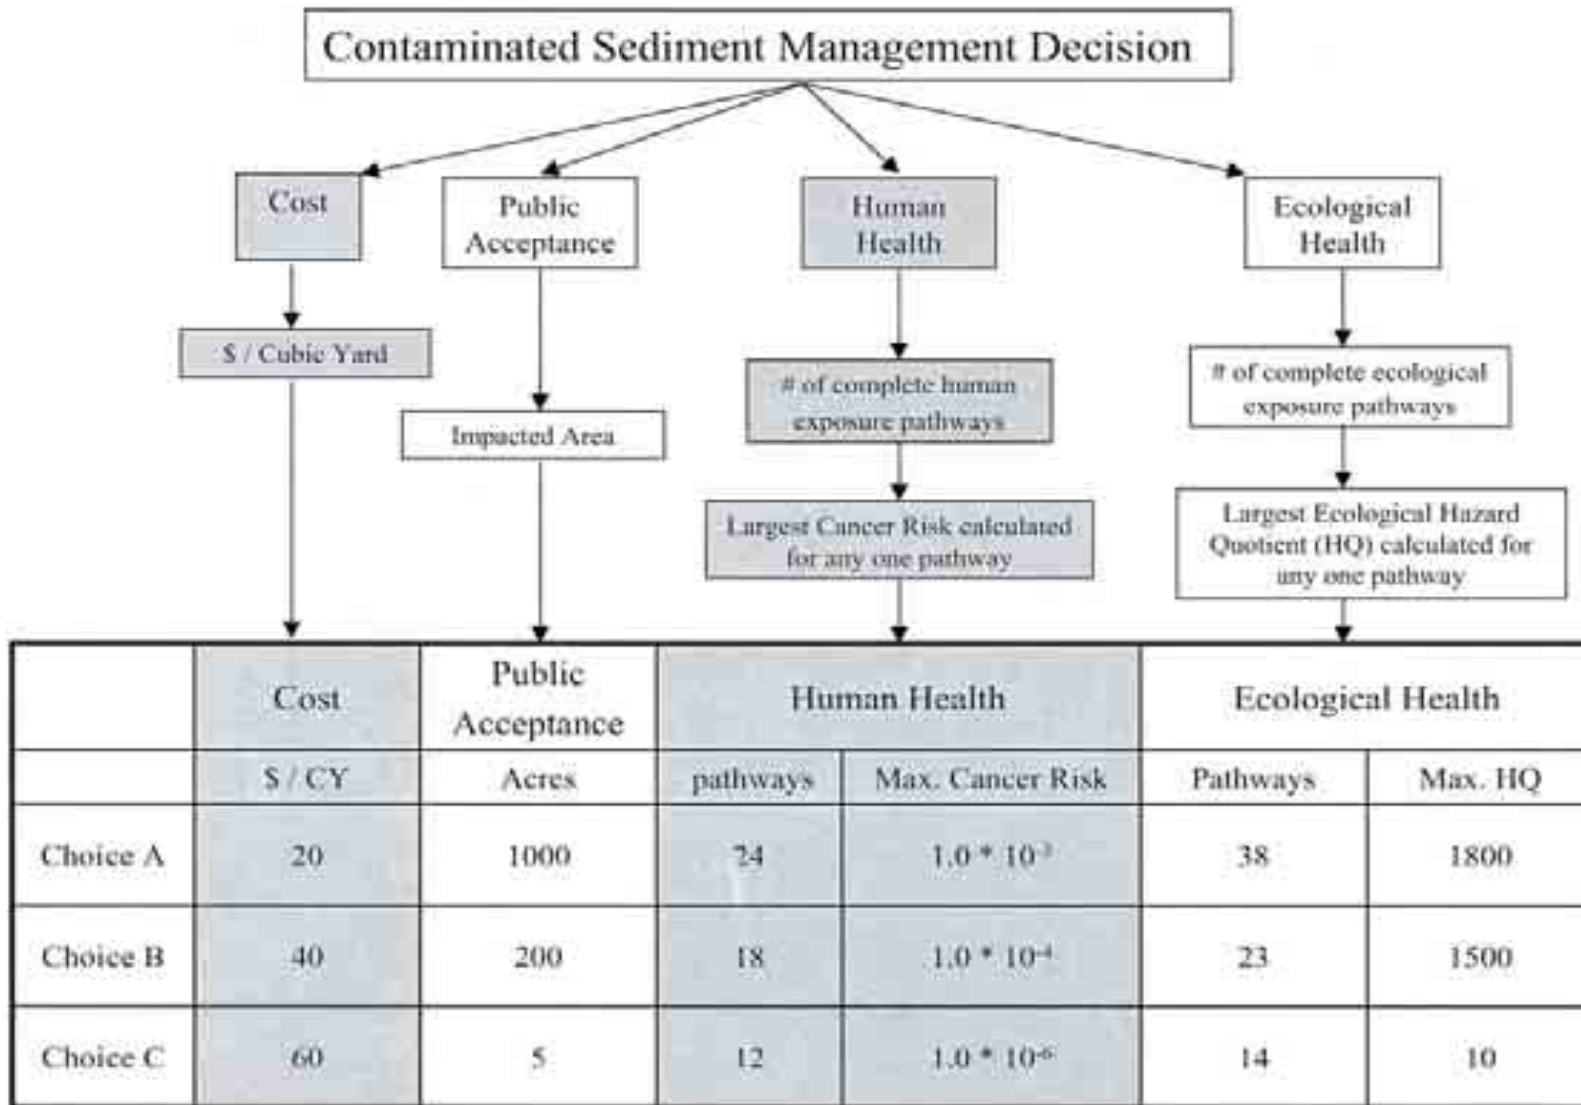 Contaminated Sediment Management Decision
Cost
Public
Acceptance
Human
Health
Ecological
Health
$ / Cubic Yard
Impacted Area
# of complete human
exposure pathways
# of complete ecological
exposure pathways
Largest Cancer Risk calculated
for any one pathway
Largest Ecological Hazard
Quotient (HQ) calculated for
any one pathway
Cost
Public
Acceptance
Human Health
Ecological Health
$ / CY
Acres
pathways
Max. Cancer Risk
Pathways
Max. HQ
Choice A
20
1000
24
1.0 * 10
38
1800
Choice B
40
200
18
1.0 * 10⁻⁴
23
1500
Choice C
60
5
12
1.0 * 10⁻⁶
14
10